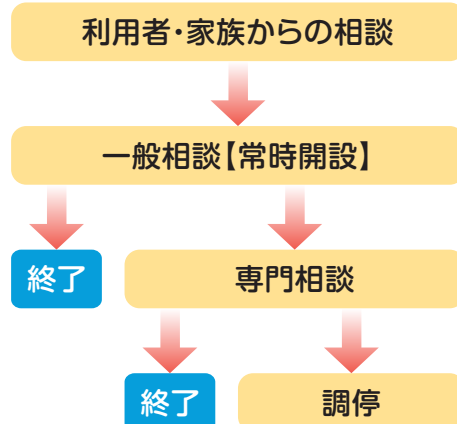 利用者・家族からの相談
一般相談【常時開設】
終了
専門相談
終了
調停